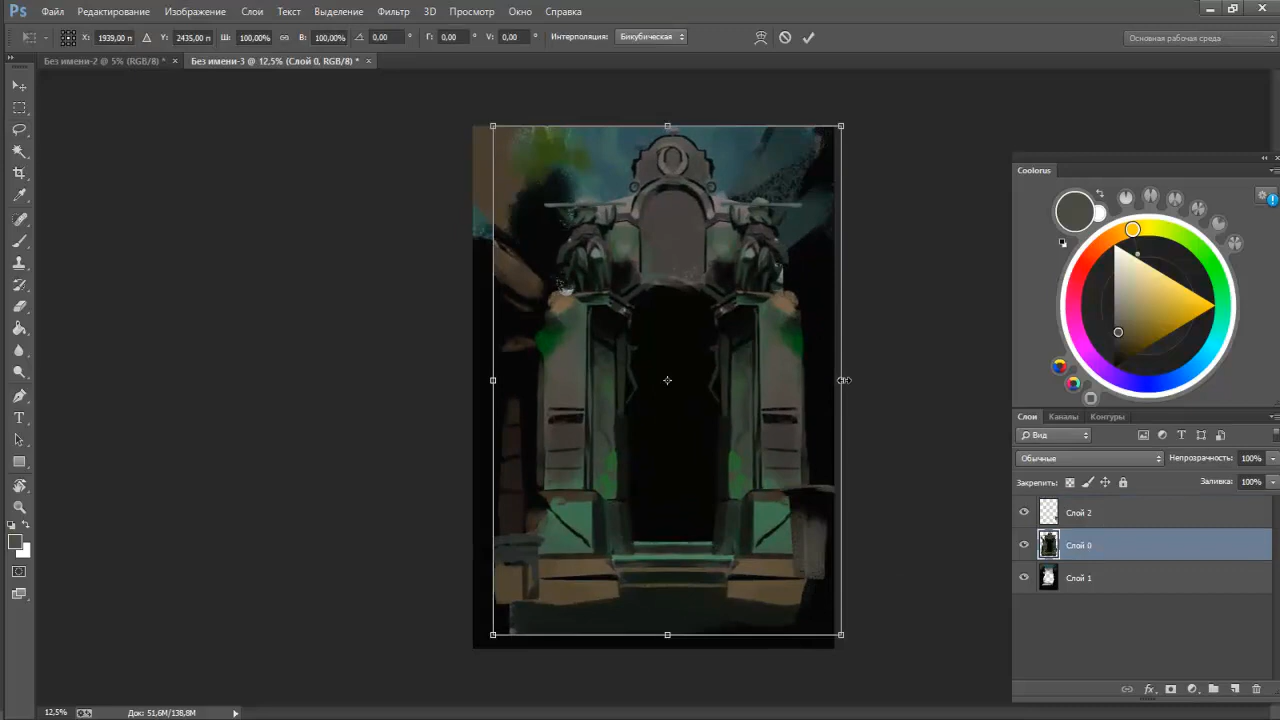 Ps Файл Редактирование Изображение Слои Текст Выделение Фильтр 3D Просмотр Окно Справка
X: 1939,00 п Y: 2435,00 п Ш: 100,00% В: 100,00% 0,00 ° Г: 0,00 ° V: 0,00 ° Интерполяция: Бикубическая Основная рабочая среда
Без имени-2 @ 5% (RGB/8) * × Без имени-3 @ 12,5% (Слой 0, RGB/8) * ×
Coolorus
Слои Каналы Контуры
Вид
Обычные Непрозрачность: 100%
Закрепить: Заливка: 100%
Слой 2
Слой 0
Слой 1
12,5% Док: 51,6M/138,8M